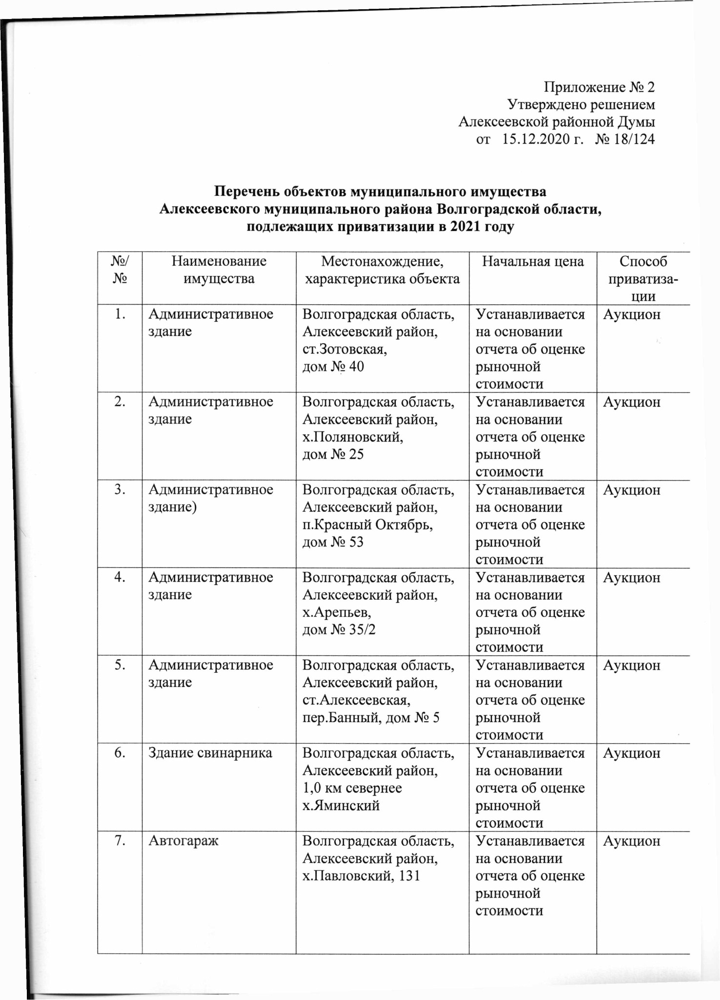 Приложение № 2
Утверждено решением
Алексеевской районной Думы
от 15.12.2020 г. № 18/124
Перечень объектов муниципального имущества
Алексеевского муниципального района Волгоградской области,
подлежащих приватизации в 2021 году
№/
№
Наименование
имущества
Местонахождение,
характеристика объекта
Начальная цена
Способ
приватиза-
ции
1.
Административное
здание
Волгоградская область,
Алексеевский район,
ст.Зотовская,
дом № 40
Устанавливается
на основании
отчета об оценке
рыночной
стоимости
Аукцион
2.
Административное
здание
Волгоградская область,
Алексеевский район,
х.Поляновский,
дом № 25
Устанавливается
на основании
отчета об оценке
рыночной
стоимости
Аукцион
3.
Административное
здание)
Волгоградская область,
Алексеевский район,
п.Красный Октябрь,
дом № 53
Устанавливается
на основании
отчета об оценке
рыночной
стоимости
Аукцион
4.
Административное
здание
Волгоградская область,
Алексеевский район,
х.Арепьев,
дом № 35/2
Устанавливается
на основании
отчета об оценке
рыночной
стоимости
Аукцион
5.
Административное
здание
Волгоградская область,
Алексеевский район,
ст.Алексеевская,
пер.Банный, дом № 5
Устанавливается
на основании
отчета об оценке
рыночной
стоимости
Аукцион
6.
Здание свинарника
Волгоградская область,
Алексеевский район,
1,0 км севернее
х.Яминский
Устанавливается
на основании
отчета об оценке
рыночной
стоимости
Аукцион
7.
Автогараж
Волгоградская область,
Алексеевский район,
х.Павловский, 131
Устанавливается
на основании
отчета об оценке
рыночной
стоимости
Аукцион